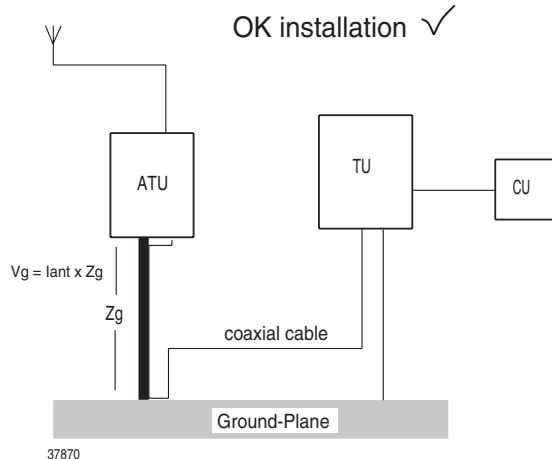 OK installation ✓
ATU
TU
CU
Vg = Iant x Zg
Zg
coaxial cable
Ground-Plane
37870